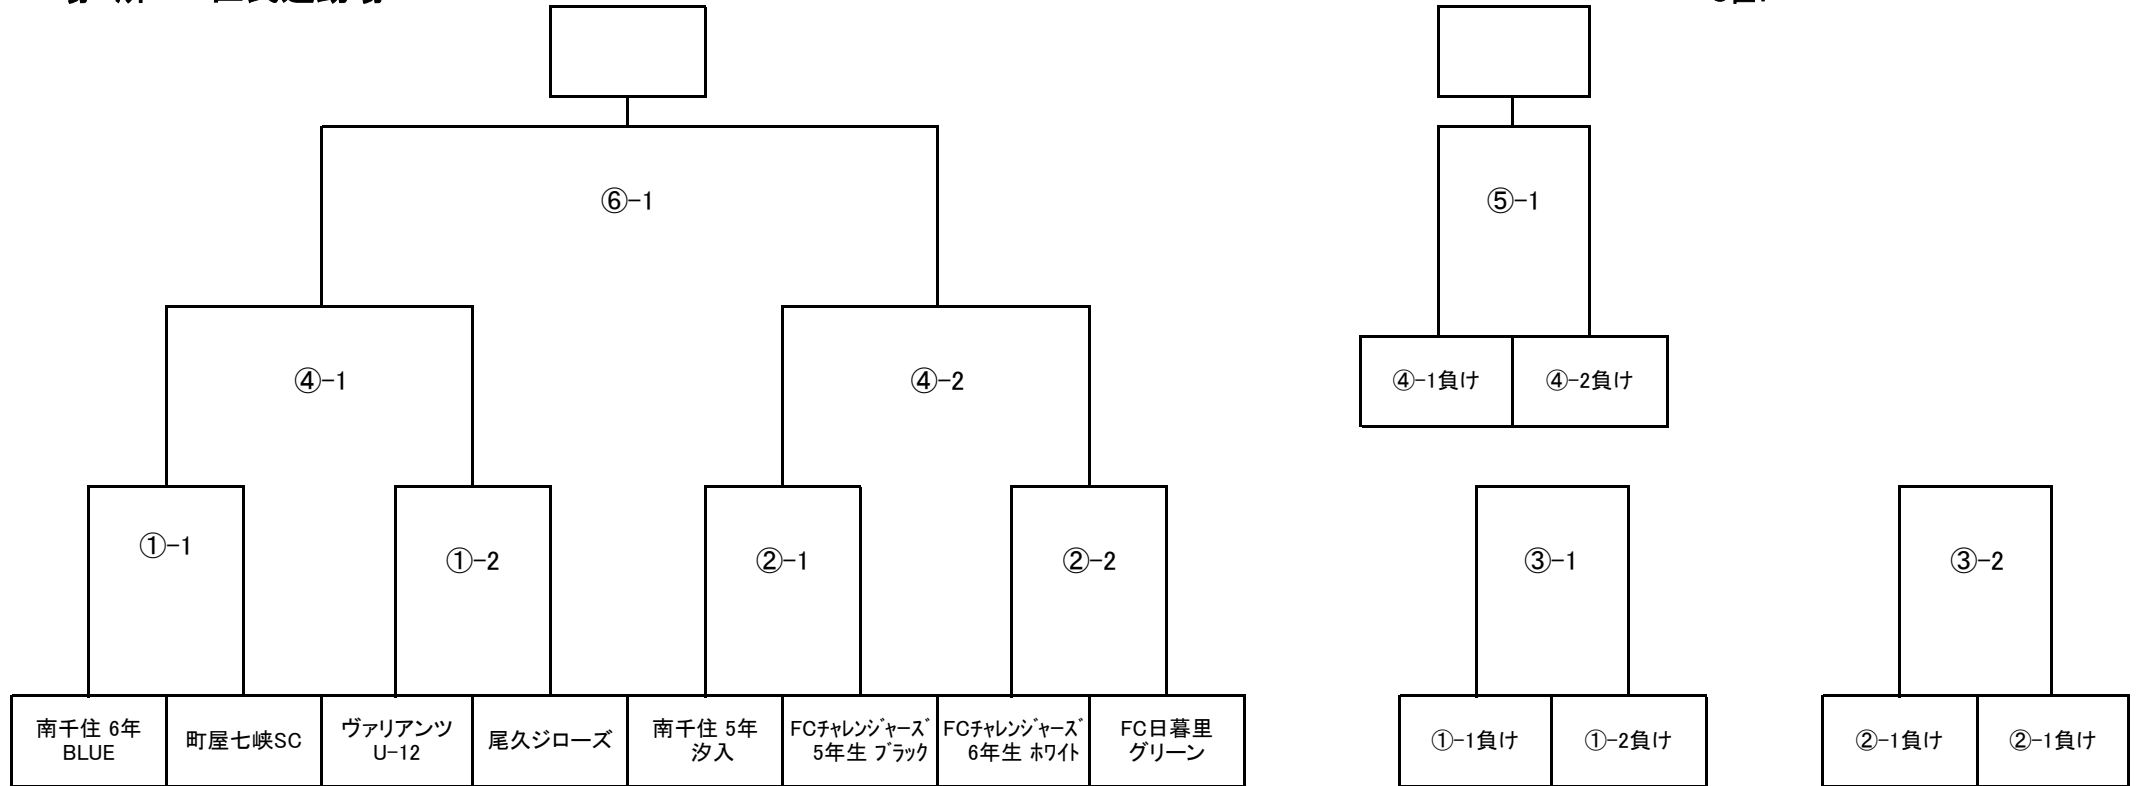 ⑥-1
⑤-1
④-1
④-2
④-1負け
④-2負け
①-1
①-2
②-1
②-2
③-1
③-2
南千住 6年
BLUE
町屋七峡SC
ヴァリアンツ
U-12
尾久ジローズ
南千住 5年
汐入
FCﾁｬﾚﾝｼﾞｬｰｽﾞ
5年生 ﾌﾞﾗｯｸ
FCﾁｬﾚﾝｼﾞｬｰｽﾞ
6年生 ﾎﾜｲﾄ
FC日暮里
グリーン
①-1負け
①-2負け
②-1負け
②-1負け